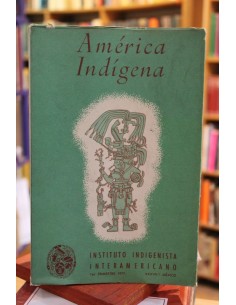 América
Indígena
INSTITUTO INDIGENISTA
INTERAMERICANO